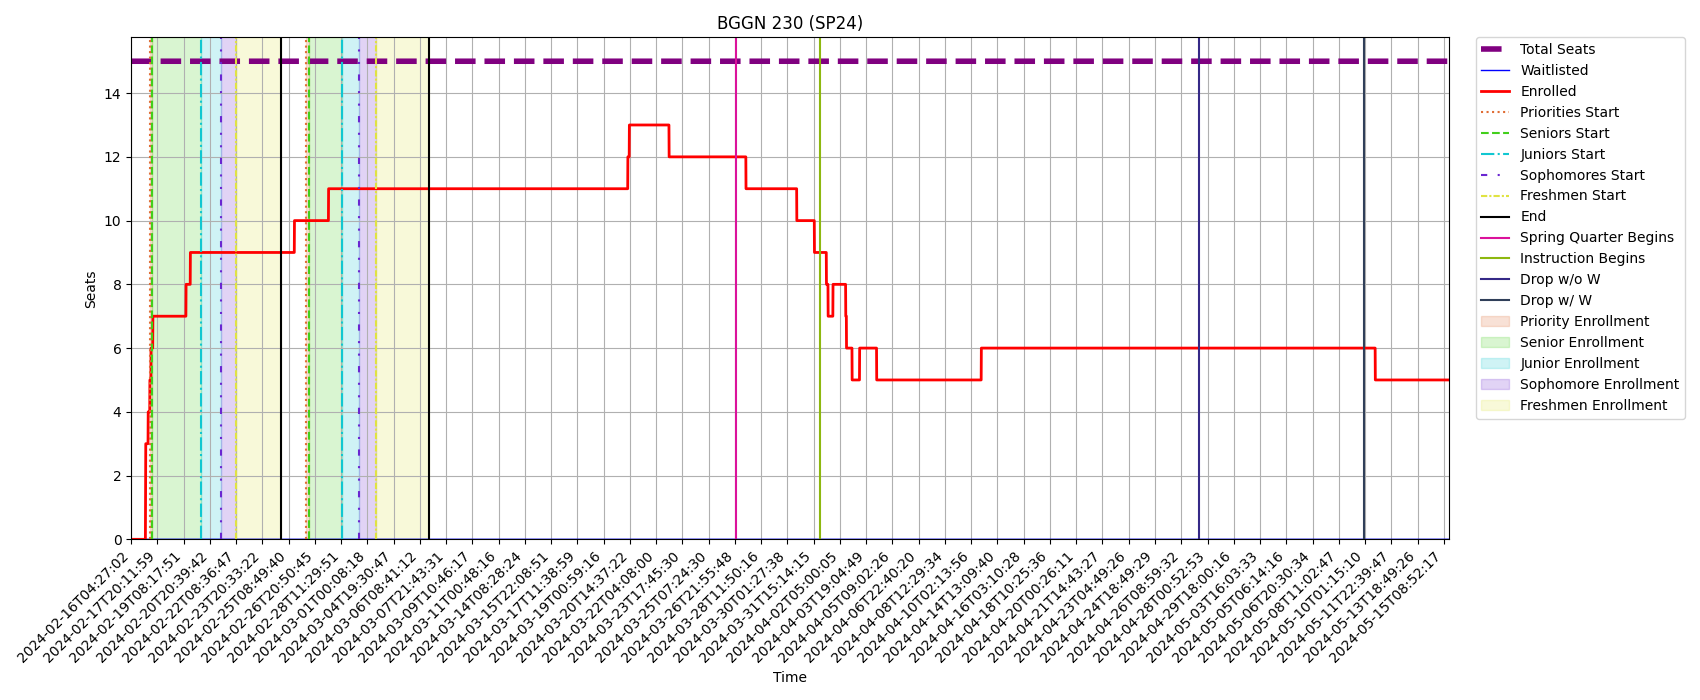 BGGN 230 (SP24)
Seats
14
12
10
8
6
4
2
0
2024-02-16T04:27:02
2024-02-17T20:11:59
2024-02-19T08:17:51
2024-02-20T20:39:42
2024-02-22T08:36:47
2024-02-23T20:33:22
2024-02-25T08:49:40
2024-02-26T20:50:45
2024-02-28T11:29:51
2024-03-01T00:08:18
2024-03-04T19:30:47
2024-03-06T08:41:12
2024-03-07T21:43:31
2024-03-09T10:46:17
2024-03-11T00:48:16
2024-03-14T08:28:24
2024-03-15T22:08:51
2024-03-17T11:38:59
2024-03-19T00:59:16
2024-03-20T14:37:22
2024-03-22T04:08:00
2024-03-23T17:45:30
2024-03-25T07:24:30
2024-03-26T21:55:48
2024-03-28T11:50:16
2024-03-30T01:27:38
2024-03-31T15:14:15
2024-04-02T05:00:05
2024-04-03T19:04:49
2024-04-05T09:02:26
2024-04-06T22:40:20
2024-04-08T12:29:34
2024-04-10T02:13:56
2024-04-14T13:09:40
2024-04-16T03:10:28
2024-04-18T10:25:36
2024-04-20T00:26:11
2024-04-21T14:43:27
2024-04-23T04:49:26
2024-04-24T18:49:29
2024-04-26T08:59:32
2024-04-28T00:52:53
2024-04-29T18:00:16
2024-05-03T16:03:33
2024-05-05T06:14:16
2024-05-06T20:30:34
2024-05-08T11:02:47
2024-05-10T01:15:10
2024-05-11T22:39:47
2024-05-13T18:49:26
2024-05-15T08:52:17
Time
Total Seats
Waitlisted
Enrolled
Priorities Start
Seniors Start
Juniors Start
Sophomores Start
Freshmen Start
End
Spring Quarter Begins
Instruction Begins
Drop w/o W
Drop w/ W
Priority Enrollment
Senior Enrollment
Junior Enrollment
Sophomore Enrollment
Freshmen Enrollment